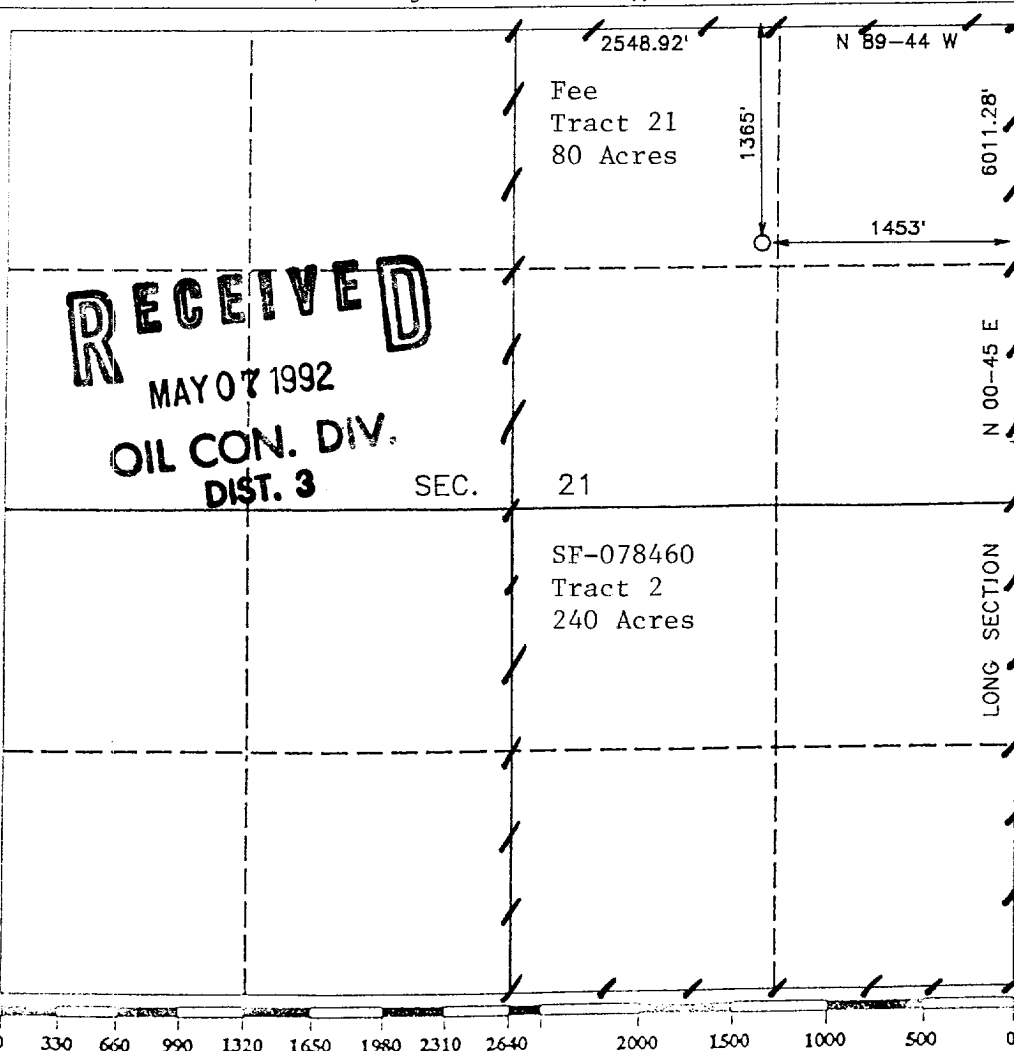 2548.92'
N 89-44 W
Fee
Tract 21
80 Acres
1365'
6011.28'
1453'
RECEIVED
MAY 07 1992
OIL CON. DIV.
DIST. 3
N 00-45 E
SEC. 21
SF-078460
Tract 2
240 Acres
LONG SECTION
0 330 660 990 1320 1650 1980 2310 2640 2000 1500 1000 500 0